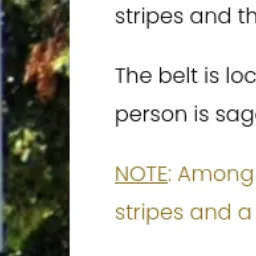 stripes and th
The belt is loc
person is sag
NOTE: Among
stripes and a